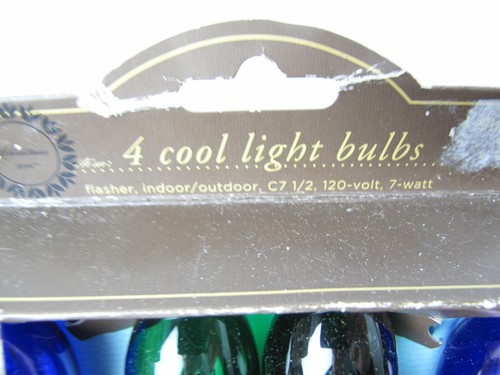 4 cool light bulbs
flasher, indoor/outdoor, C7 1/2, 120-volt, 7-watt